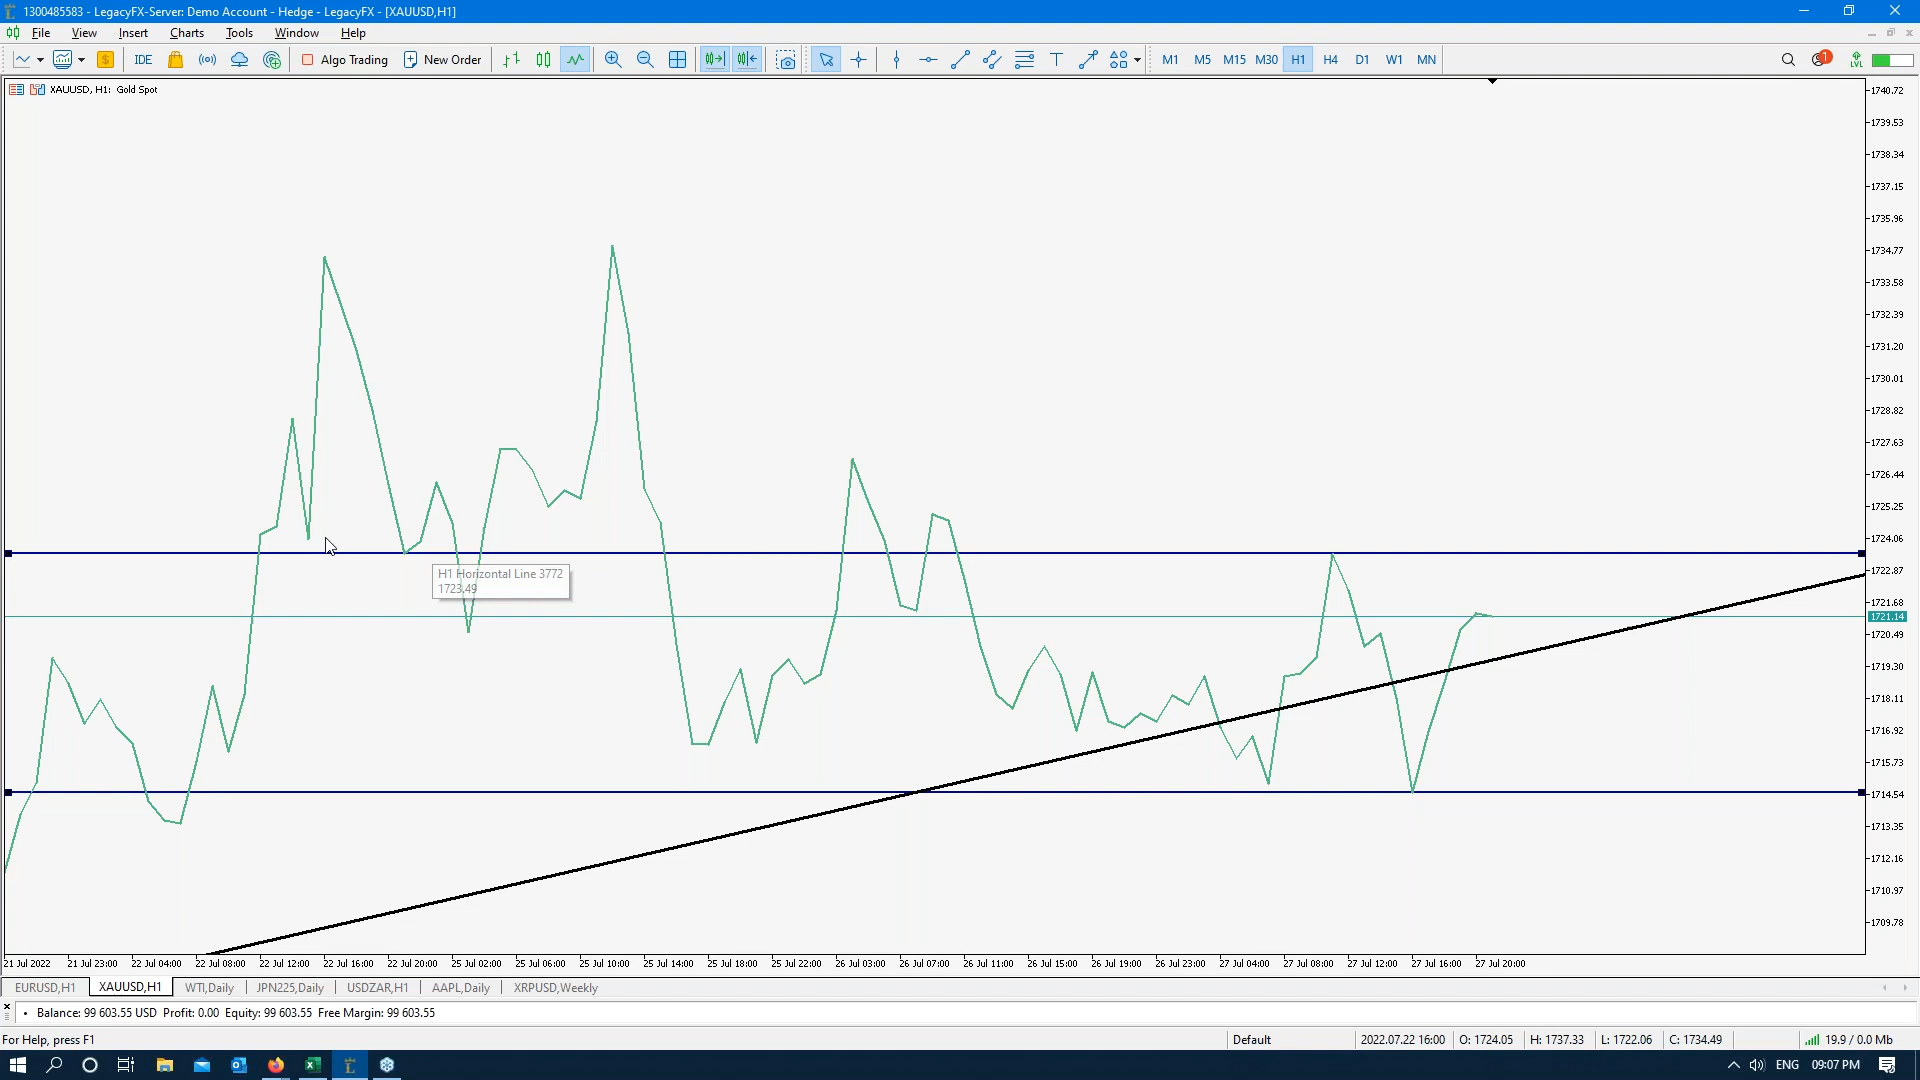 1300485583 - LegacyFX-Server: Demo Account - Hedge - LegacyFX - [XAUUSD,H1]
File View Insert Charts Tools Window Help
$ IDE Algo Trading New Order T M1 M5 M15 M30 H1 H4 D1 W1 MN 1 LVL
XAUUSD, H1: Gold Spot
1740.72
1739.53
1738.34
1737.15
1735.96
1734.77
1733.58
1732.39
1731.20
1730.01
1728.82
1727.63
1726.44
1725.25
1724.06
1722.87
1721.68
1721.14
1720.49
1719.30
1718.11
1716.92
1715.73
1714.54
1713.35
1712.16
1710.97
1709.78
H1 Horizontal Line 3772
1723.49
21 Jul 2022 21 Jul 23:00 22 Jul 04:00 22 Jul 08:00 22 Jul 12:00 22 Jul 16:00 22 Jul 20:00 25 Jul 02:00 25 Jul 06:00 25 Jul 10:00 25 Jul 14:00 25 Jul 18:00 25 Jul 22:00 26 Jul 03:00 26 Jul 07:00 26 Jul 11:00 26 Jul 15:00 26 Jul 19:00 26 Jul 23:00 27 Jul 04:00 27 Jul 08:00 27 Jul 12:00 27 Jul 16:00 27 Jul 20:00
EURUSD,H1 XAUUSD,H1 WTI,Daily JPN225,Daily USDZAR,H1 AAPL,Daily XRPUSD,Weekly
• Balance: 99 603.55 USD Profit: 0.00 Equity: 99 603.55 Free Margin: 99 603.55
For Help, press F1 Default 2022.07.22 16:00 O: 1724.05 H: 1737.33 L: 1722.06 C: 1734.49 19.9 / 0.0 Mb
ENG 09:07 PM